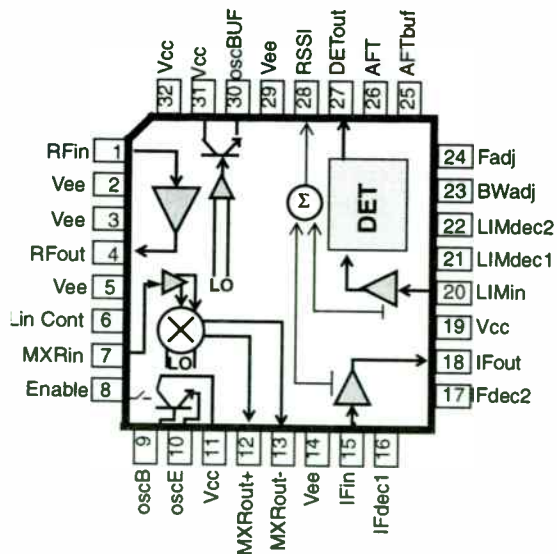 32 Vcc
31 Vcc
30 oscBUF
29 Vee
28 RSSI
27 DETout
26 AFT
25 AFTbuf
RFin 1
Vee 2
Vee 3
RFout 4
Vee 5
Lin Cont 6
MXRin 7
Enable 8
24 Fadj
23 BWadj
22 LIMdec2
21 LIMdec1
20 LIMin
19 Vcc
18 IFout
17 IFdec2
Σ
DET
LO
LO
oscB 9
oscE 10
Vcc 11
MXRout+ 12
MXRout- 13
Vee 14
IFin 15
IFdec1 16